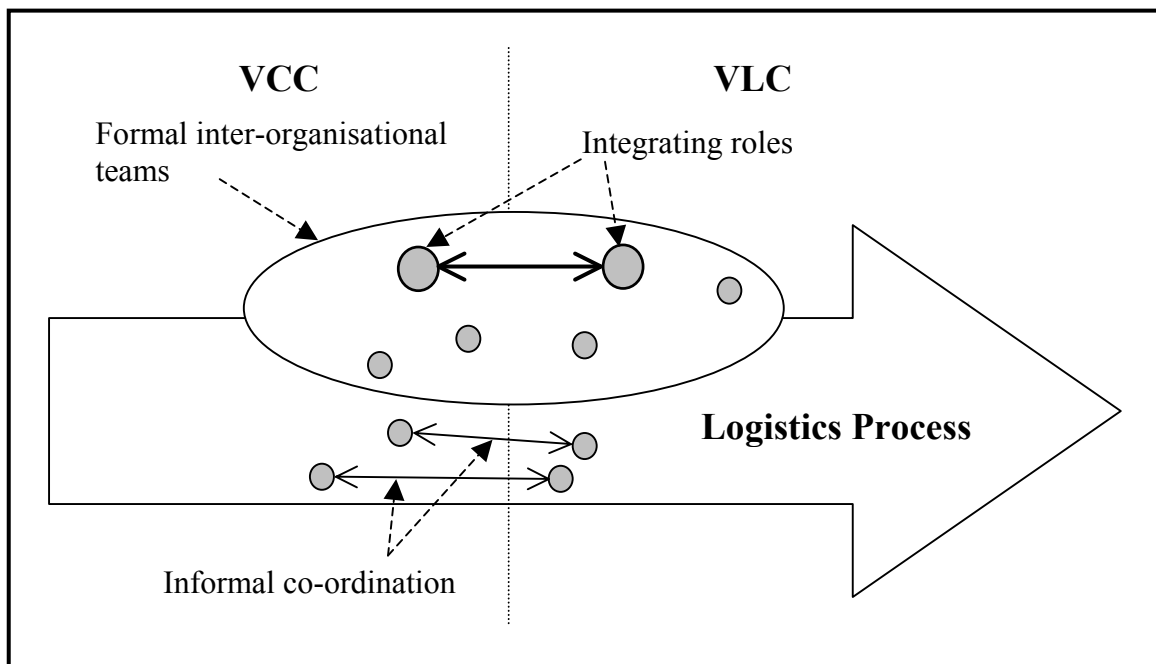 VCC
VLC
Formal inter-organisational
teams
Integrating roles
Logistics Process
Informal co-ordination